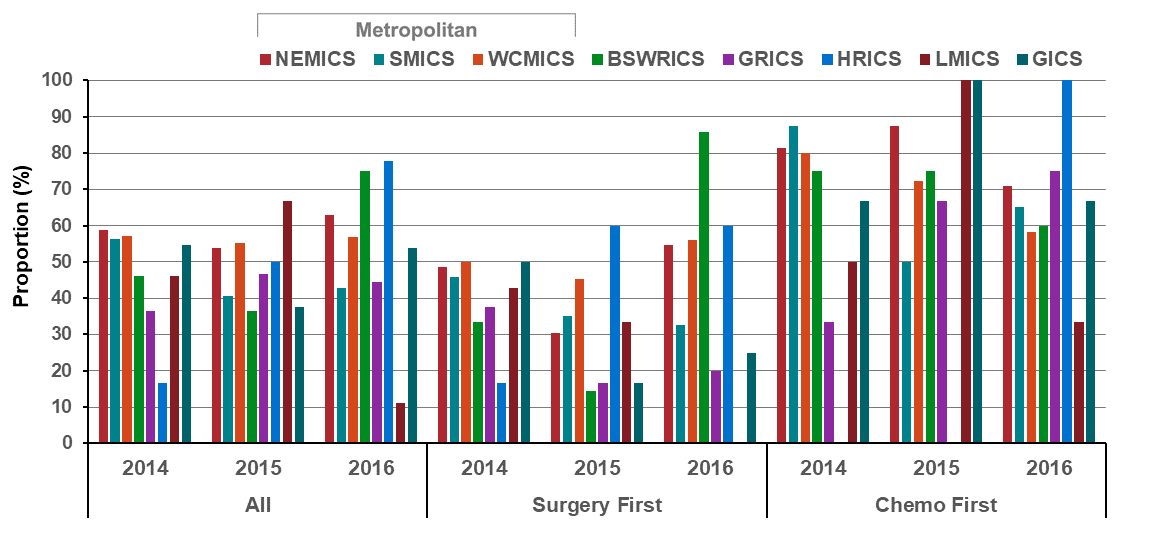 Metropolitan
NEMICS SMICS WCMICS BSWRICS GRICS HRICS LMICS GICS
100
90
80
70
60
50
40
30
20
10
0
Proportion (%)
2014 2015 2016 2014 2015 2016 2014 2015 2016
All Surgery First Chemo First